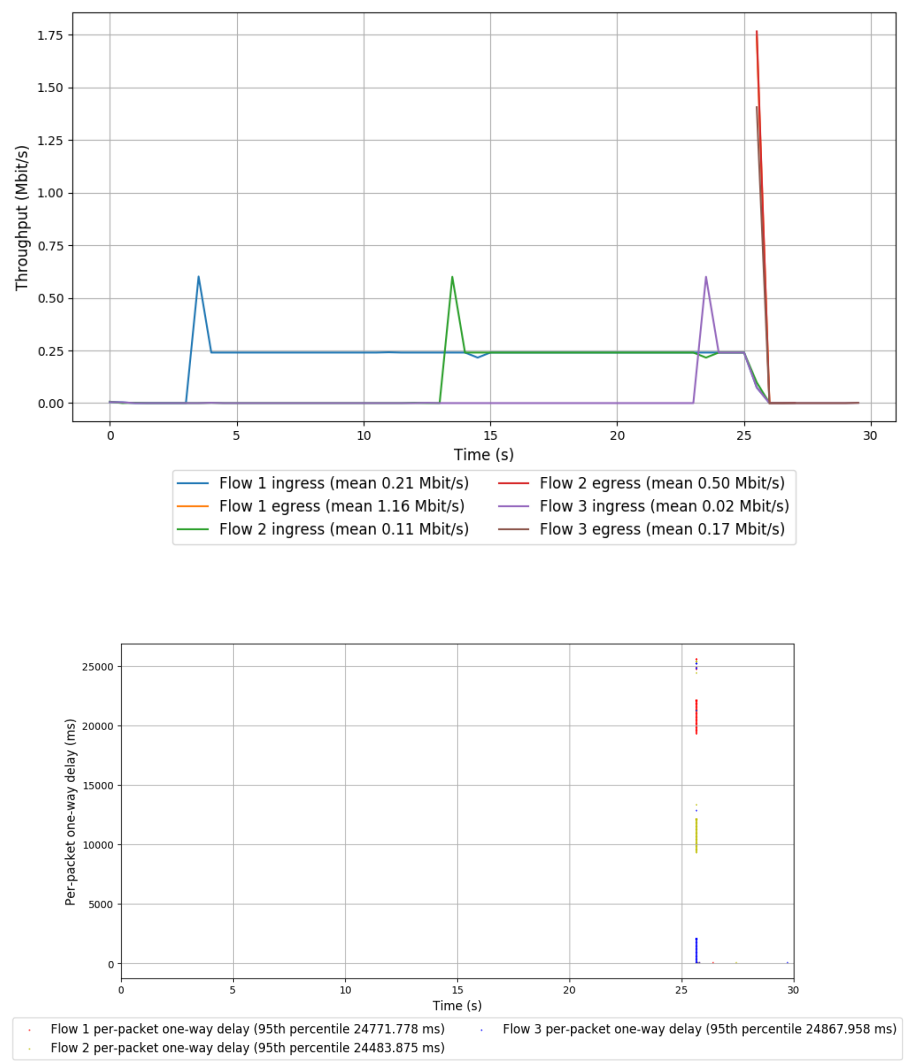 1.75
1.50
1.25
1.00
0.75
0.50
0.25
0.00
Throughput (Mbit/s)
0 5 10 15 20 25 30
Time (s)
Flow 1 ingress (mean 0.21 Mbit/s) Flow 2 egress (mean 0.50 Mbit/s)
Flow 1 egress (mean 1.16 Mbit/s) Flow 3 ingress (mean 0.02 Mbit/s)
Flow 2 ingress (mean 0.11 Mbit/s) Flow 3 egress (mean 0.17 Mbit/s)
25000
20000
15000
10000
5000
0
Per-packet one-way delay (ms)
0 5 10 15 20 25 30
Time (s)
Flow 1 per-packet one-way delay (95th percentile 24771.778 ms) Flow 3 per-packet one-way delay (95th percentile 24867.958 ms)
Flow 2 per-packet one-way delay (95th percentile 24483.875 ms)